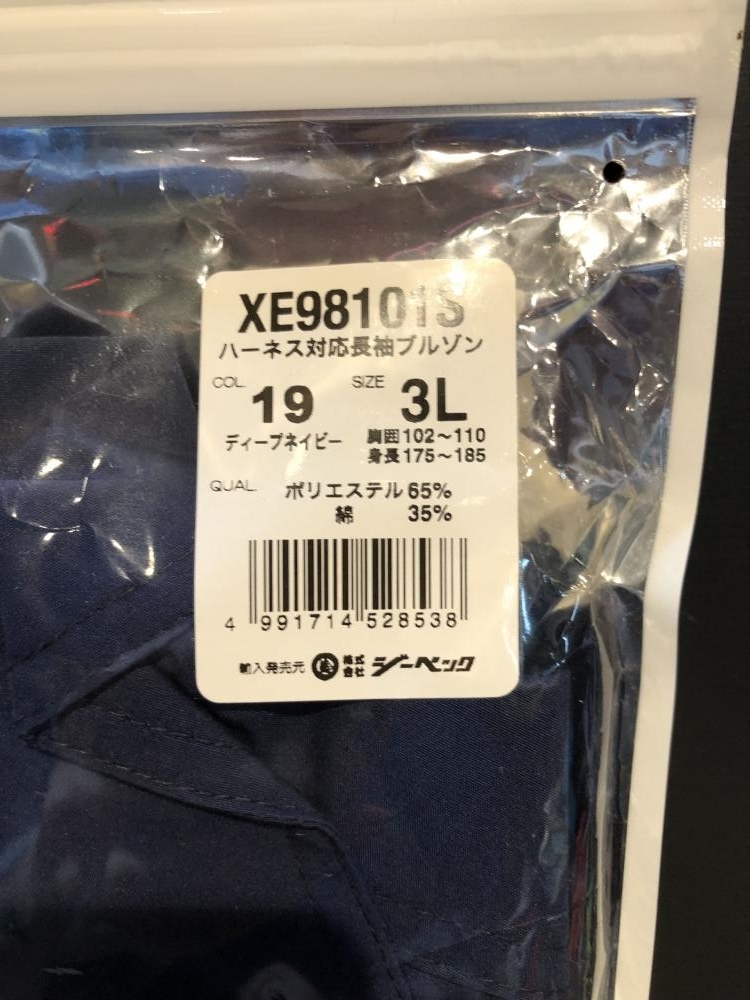 XE98101S
ハーネス対応長袖ブルゾン
COL. 19 SIZE 3L
ディープネイビー
胸囲102〜110
身長175〜185
QUAL. ポリエステル65%
綿 35%
4 991714 528538
輸入発売元 株式会社 ジーベック